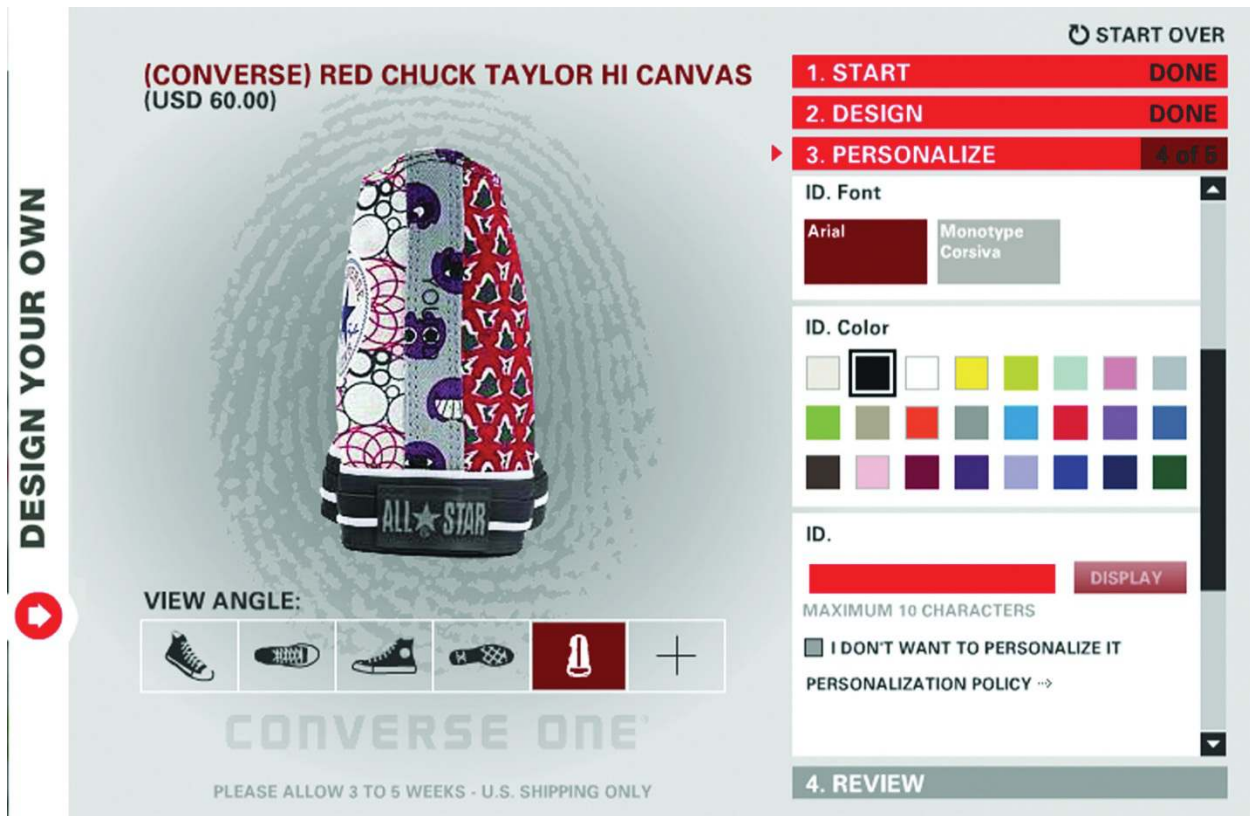 START OVER
(CONVERSE) RED CHUCK TAYLOR HI CANVAS
(USD 60.00)
DESIGN YOUR OWN
1. START DONE
2. DESIGN DONE
3. PERSONALIZE 4 of 5
ID. Font
Arial
Monotype
Corsiva
ID. Color
ID.
DISPLAY
MAXIMUM 10 CHARACTERS
I DON'T WANT TO PERSONALIZE IT
PERSONALIZATION POLICY
4. REVIEW
ALL STAR
VIEW ANGLE:
CONVERSE ONE
PLEASE ALLOW 3 TO 5 WEEKS - U.S. SHIPPING ONLY